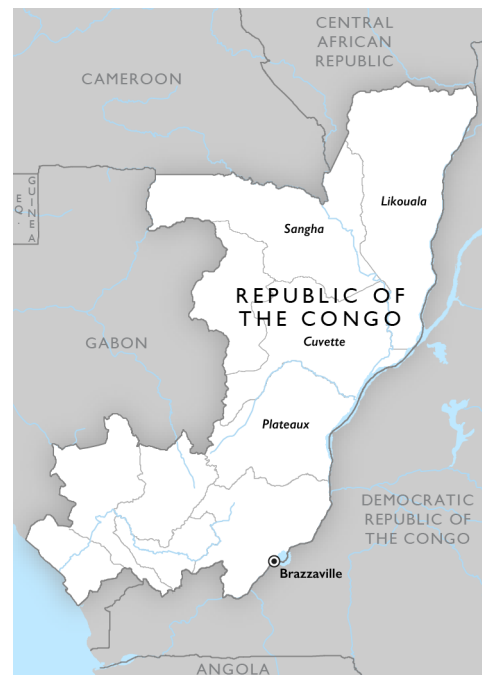 CENTRAL
AFRICAN
REPUBLIC
CAMEROON
EQ.
GUINEA
Likouala
Sangha
REPUBLIC OF
THE CONGO
Cuvette
GABON
Plateaux
DEMOCRATIC
REPUBLIC OF
THE CONGO
Brazzaville
ANGOLA